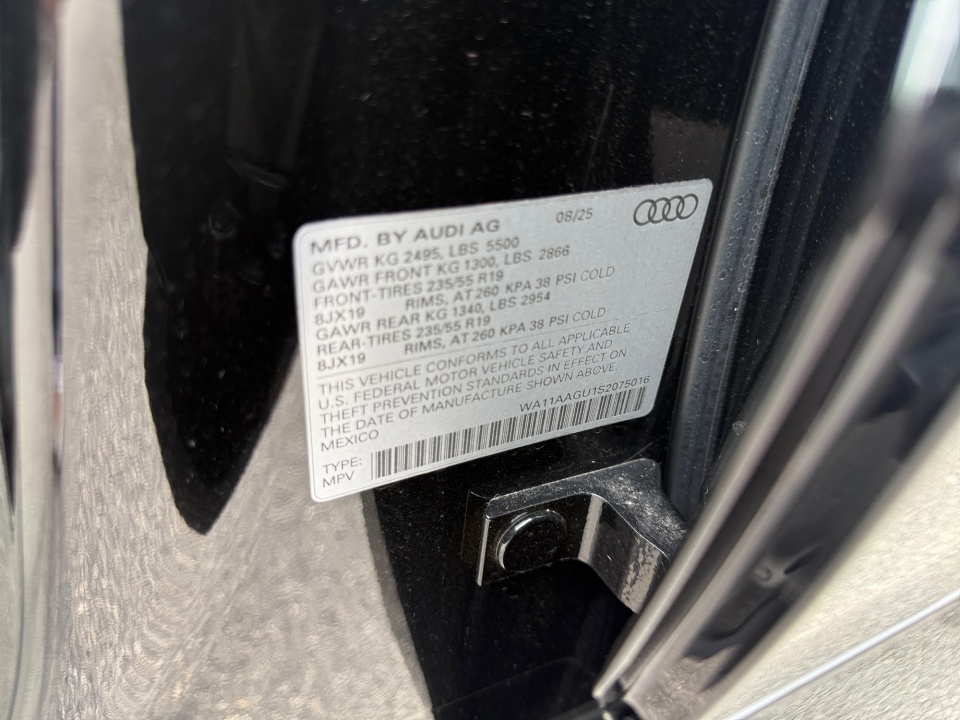 MFD. BY AUDI AG 08/25
GVWR KG 2495, LBS 5500
GAWR FRONT KG 1300, LBS 2866
FRONT-TIRES 235/55 R19
8JX19 RIMS, AT 260 KPA 38 PSI COLD
GAWR REAR KG 1340, LBS 2954
REAR-TIRES 235/55 R19
8JX19 RIMS, AT 260 KPA 38 PSI COLD
THIS VEHICLE CONFORMS TO ALL APPLICABLE
U.S. FEDERAL MOTOR VEHICLE SAFETY AND
THEFT PREVENTION STANDARDS IN EFFECT ON
THE DATE OF MANUFACTURE SHOWN ABOVE.
MEXICO WA11AAGU1S2075016
TYPE:
MPV